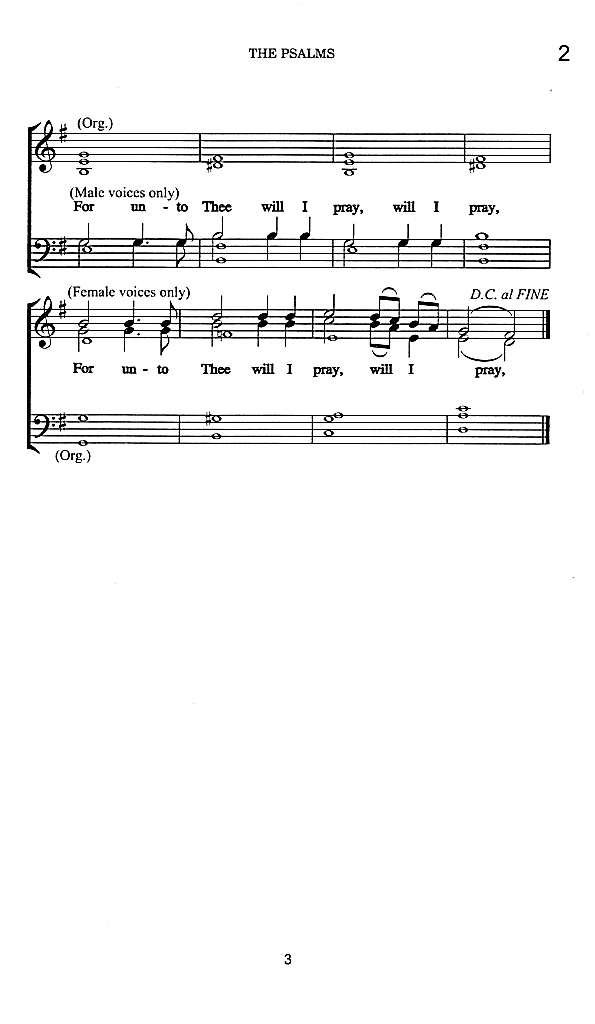 THE PSALMS 2
(Org.)
(Male voices only)
For un - to Thee will I pray, will I pray,
(Female voices only) D.C. al FINE
For un - to Thee will I pray, will I pray,
(Org.)
3